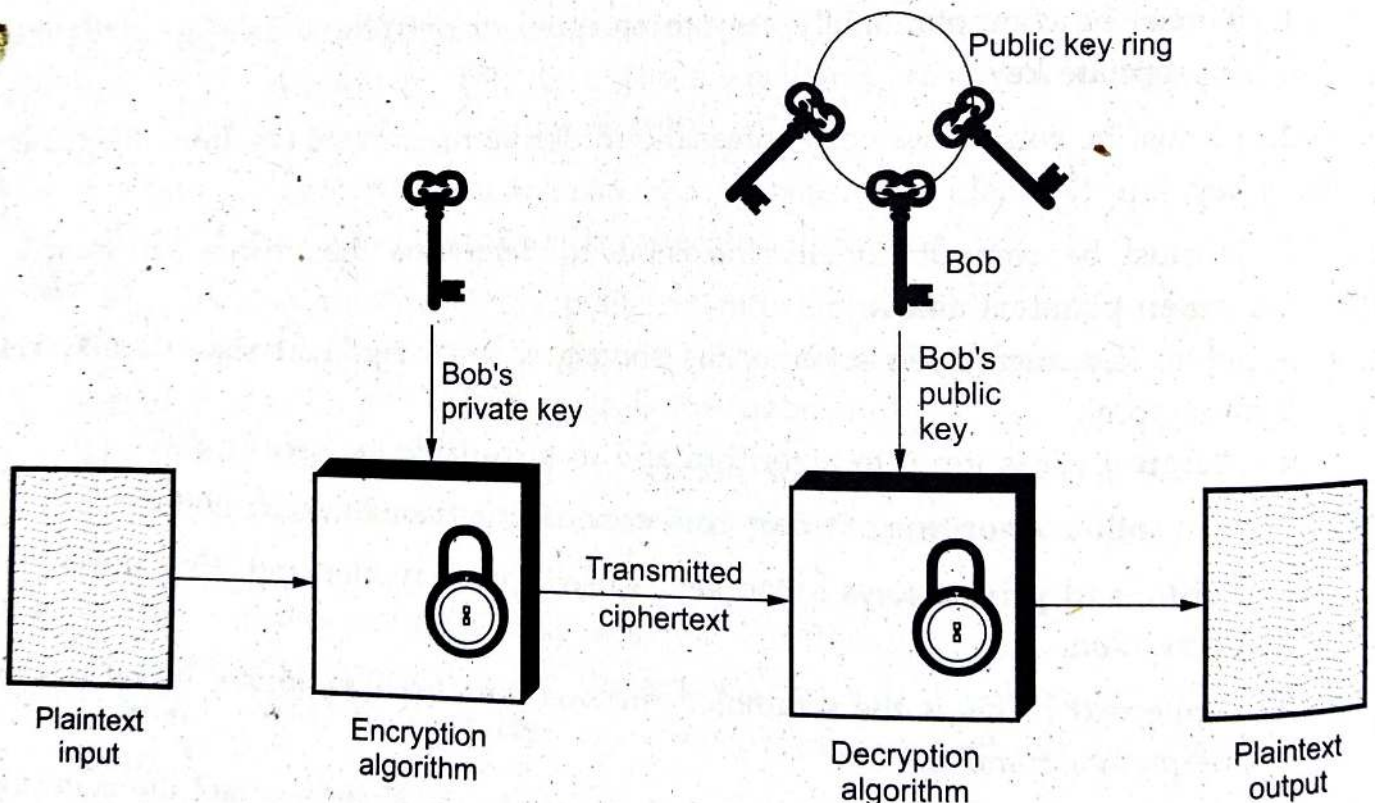 Public key ring
Bob
Bob's
private key
Bob's
public
key
Transmitted
ciphertext
Plaintext
input
Encryption
algorithm
Decryption
algorithm
Plaintext
output